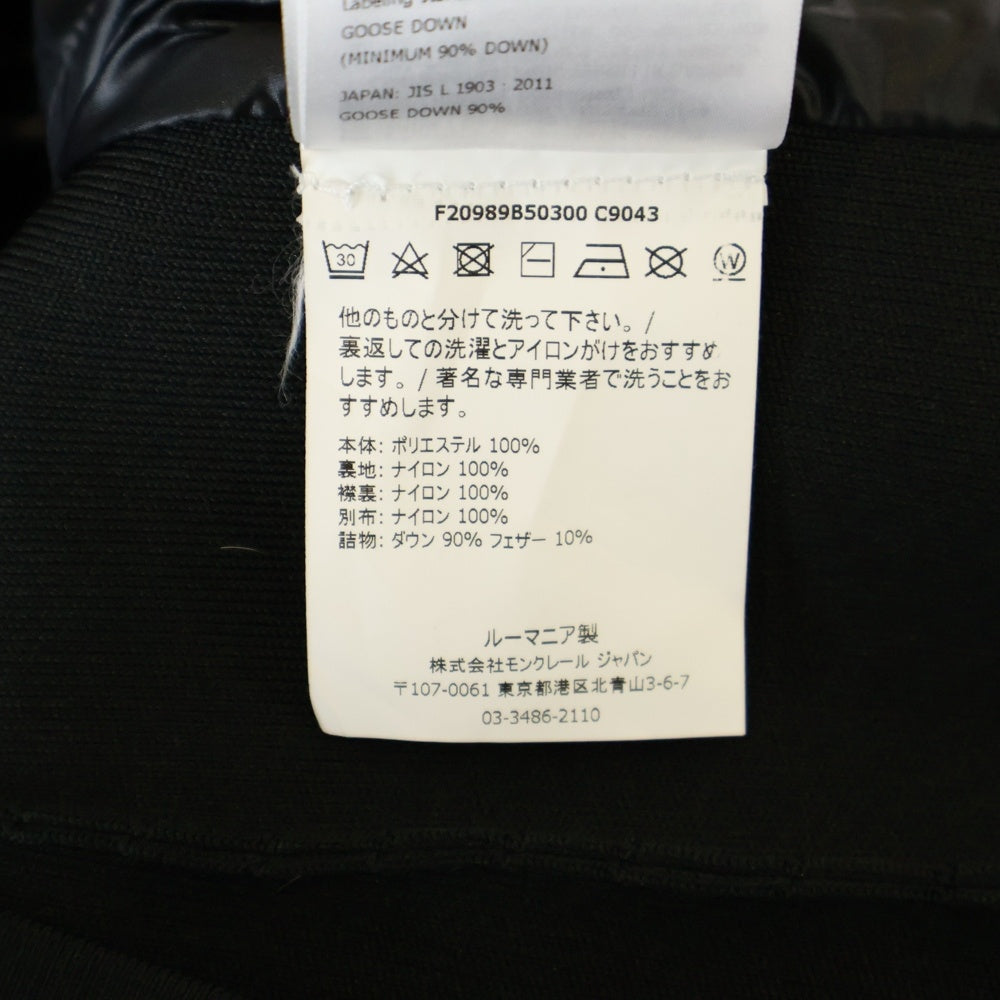 Labeling
GOOSE DOWN
(MINIMUM 90% DOWN)
JAPAN: JIS L 1903 : 2011
GOOSE DOWN 90%
F20989B50300 C9043
30 W
他のものと分けて洗って下さい。/
裏返しての洗濯とアイロンがけをおすすめ
します。/ 著名な専門業者で洗うことをお
すすめします。
本体: ポリエステル 100%
裏地: ナイロン 100%
襟裏: ナイロン 100%
別布: ナイロン 100%
詰物: ダウン 90% フェザー 10%
ルーマニア製
株式会社モンクレール ジャパン
〒107-0061 東京都港区北青山3-6-7
03-3486-2110